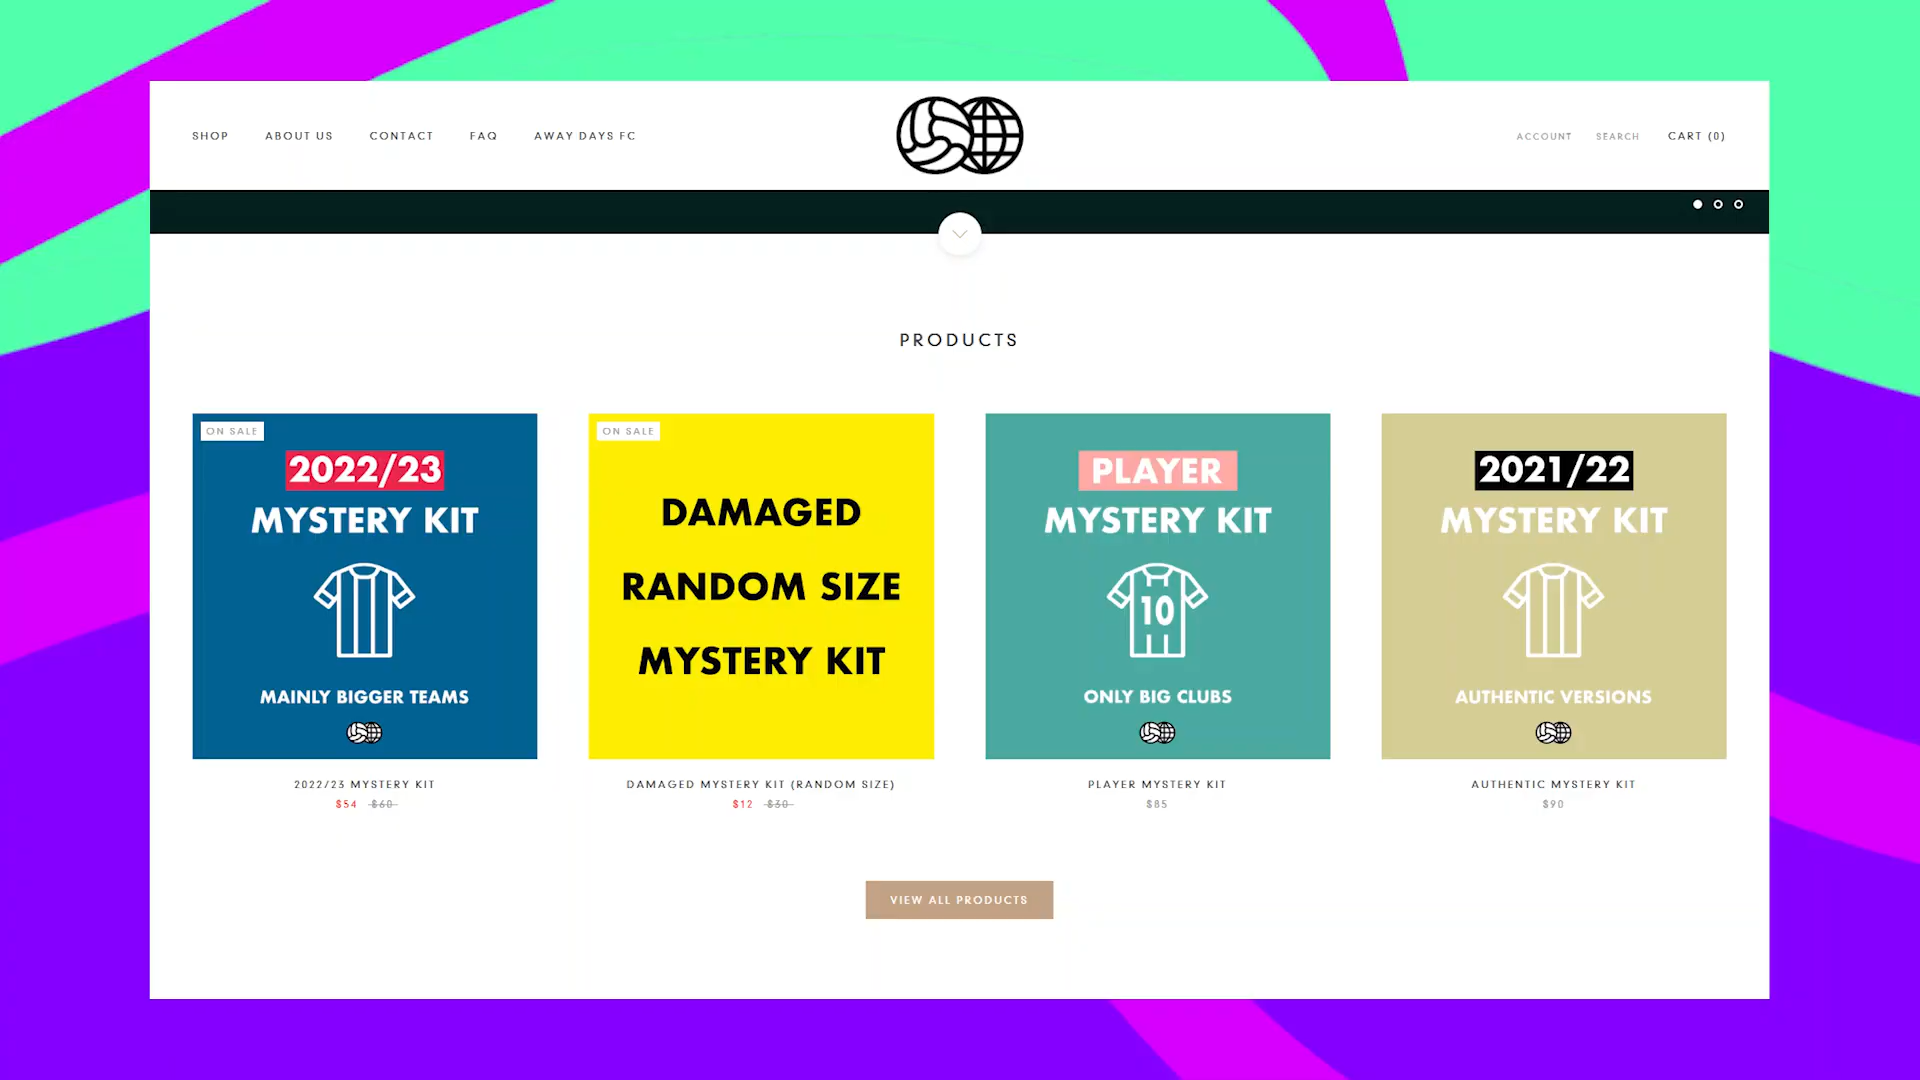 SHOP ABOUT US CONTACT FAQ AWAY DAYS FC ACCOUNT SEARCH CART (0)
PRODUCTS
ON SALE
2022/23
MYSTERY KIT
MAINLY BIGGER TEAMS
2022/23 MYSTERY KIT
$54 $60
ON SALE
DAMAGED
RANDOM SIZE
MYSTERY KIT
DAMAGED MYSTERY KIT (RANDOM SIZE)
$12 $30
PLAYER
MYSTERY KIT
10
ONLY BIG CLUBS
PLAYER MYSTERY KIT
$85
2021/22
MYSTERY KIT
AUTHENTIC VERSIONS
AUTHENTIC MYSTERY KIT
$90
VIEW ALL PRODUCTS